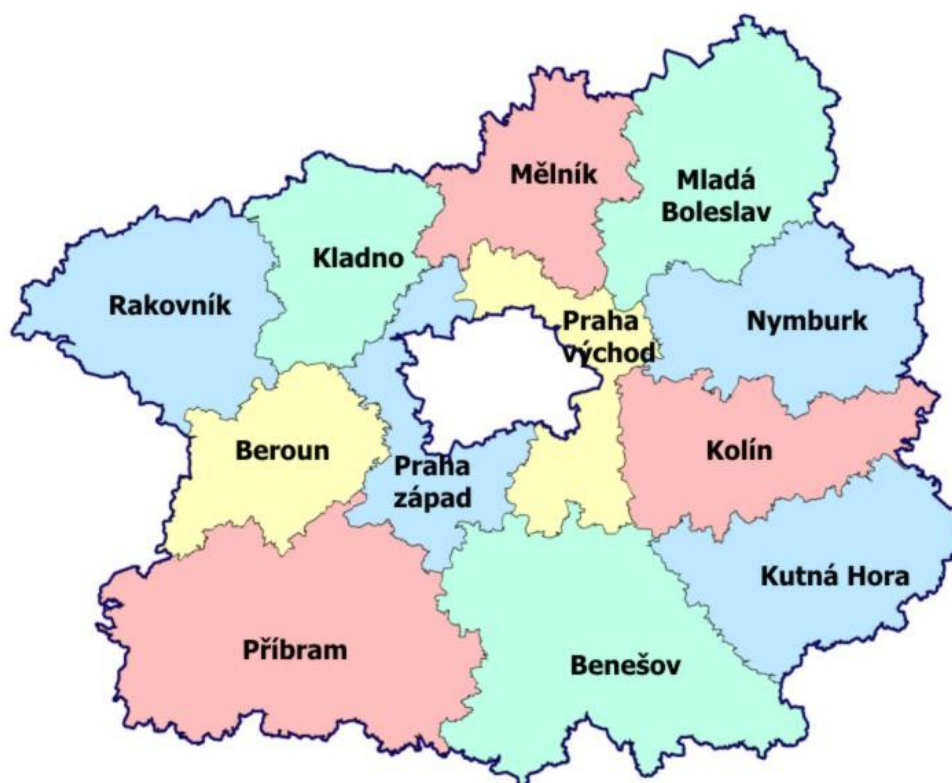 Mělník
Mladá
Boleslav
Kladno
Rakovník
Praha
východ
Nymburk
Beroun
Praha
západ
Kolín
Kutná Hora
Příbram
Benešov